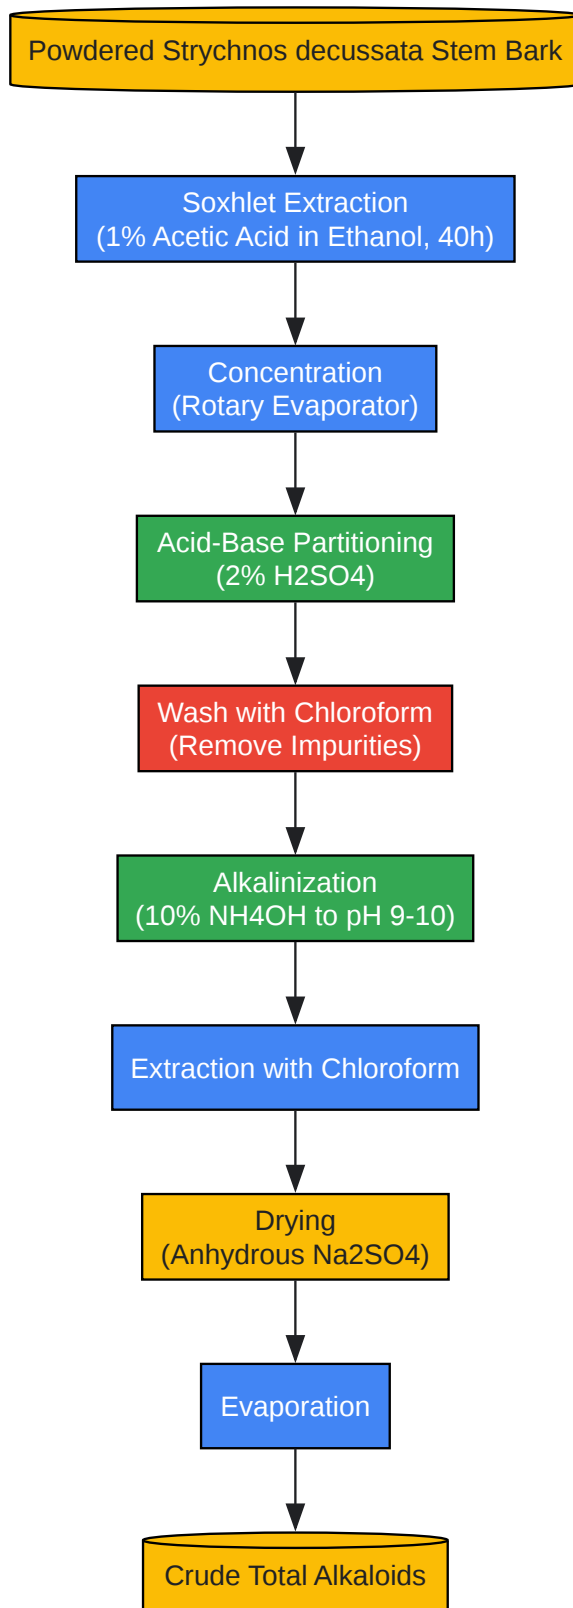 Powdered Strychnos decussata Stem Bark
Soxhlet Extraction
(1% Acetic Acid in Ethanol, 40h)
Concentration
(Rotary Evaporator)
Acid-Base Partitioning
(2% H2SO4)
Wash with Chloroform
(Remove Impurities)
Alkalinization
(10% NH4OH to pH 9-10)
Extraction with Chloroform
Drying
(Anhydrous Na2SO4)
Evaporation
Crude Total Alkaloids